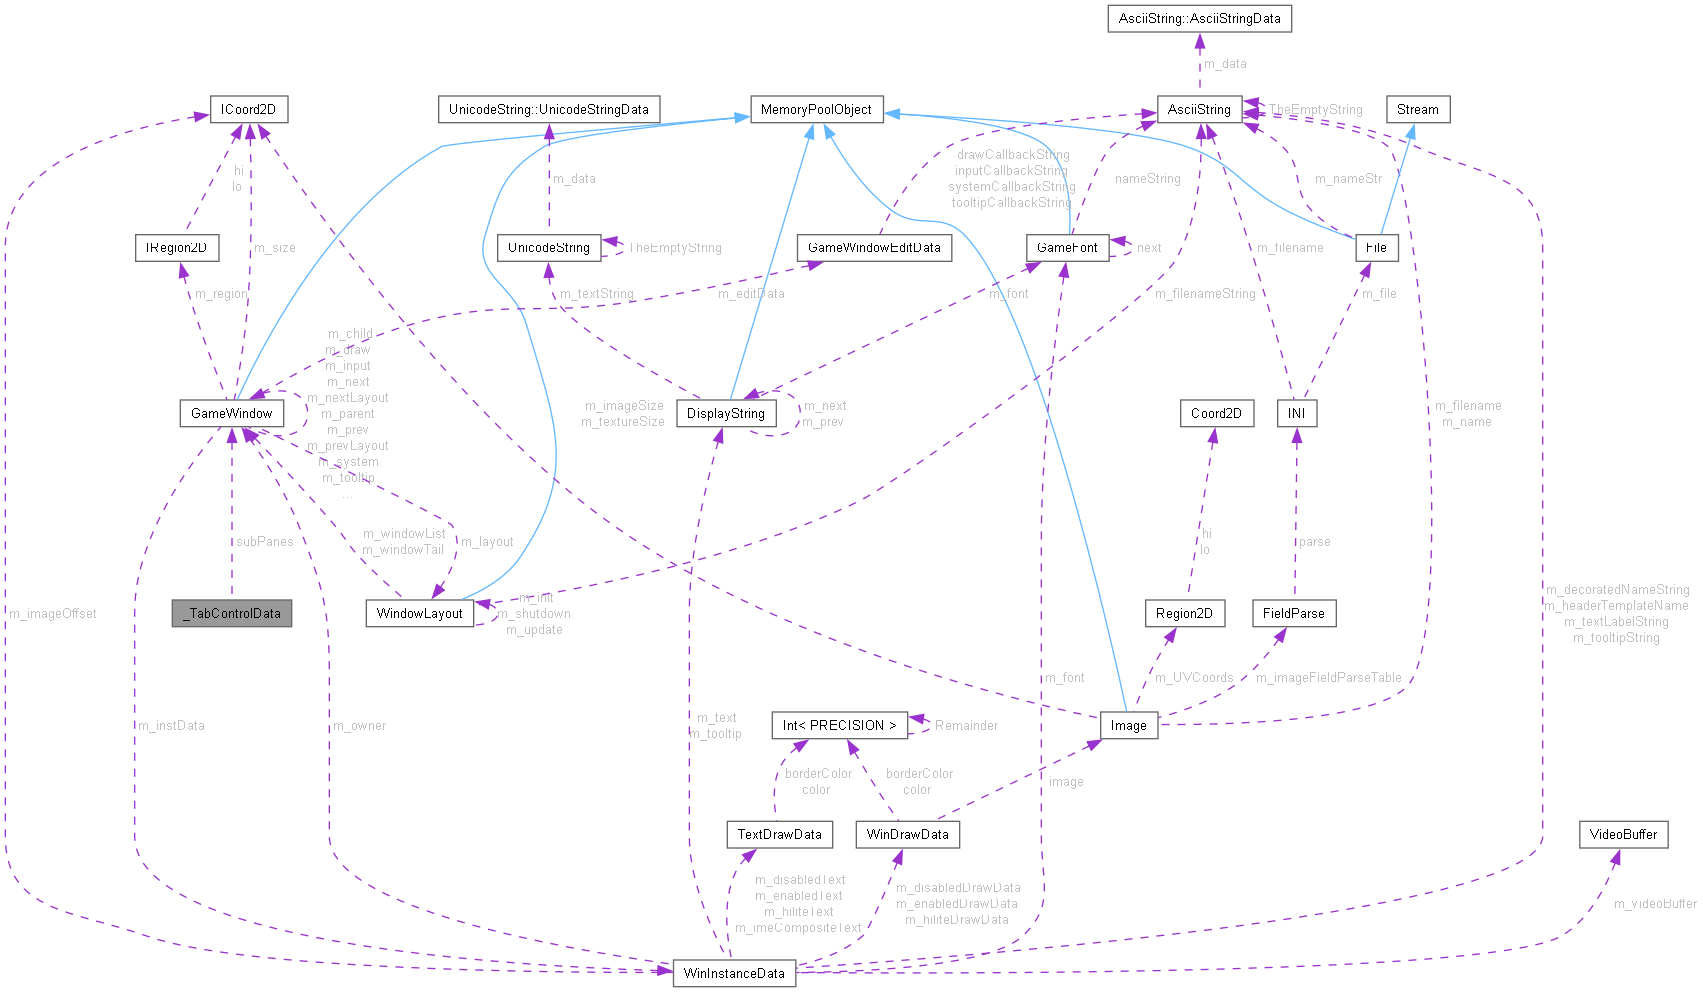 AsciiString::AsciiStringData
m_data
ICoord2D
UnicodeString::UnicodeStringData
MemoryPoolObject
AsciiString
TheEmptyString
Stream
hi
lo
m_data
drawCallbackString
inputCallbackString
systemCallbackString
tooltipCallbackString
nameString
m_nameStr
IRegion2D
m_size
UnicodeString
TheEmptyString
GameWindowEditData
GameFont
next
m_filename
File
m_region
m_textString
m_editData
m_font
m_filenameString
m_file
m_child
m_draw
m_input
m_next
m_nextLayout
m_parent
m_prev
m_prevLayout
m_system
m_tooltip
...
GameWindow
m_imageSize
m_textureSize
DisplayString
m_next
m_prev
Coord2D
INI
m_filename
m_name
subPanes
m_windowList
m_windowTail
m_layout
hi
lo
parse
m_imageOffset
_TabControlData
WindowLayout
m_init
m_shutdown
m_update
Region2D
FieldParse
m_decoratedNameString
m_headerTemplateName
m_textLabelString
m_tooltipString
m_font
m_UVCoords
m_imageFieldParseTable
m_instData
m_owner
m_text
m_tooltip
Int< PRECISION >
Remainder
Image
borderColor
color
borderColor
color
image
TextDrawData
WinDrawData
VideoBuffer
m_disabledText
m_enabledText
m_hiliteText
m_imeCompositeText
m_disabledDrawData
m_enabledDrawData
m_hiliteDrawData
m_videoBuffer
WinInstanceData